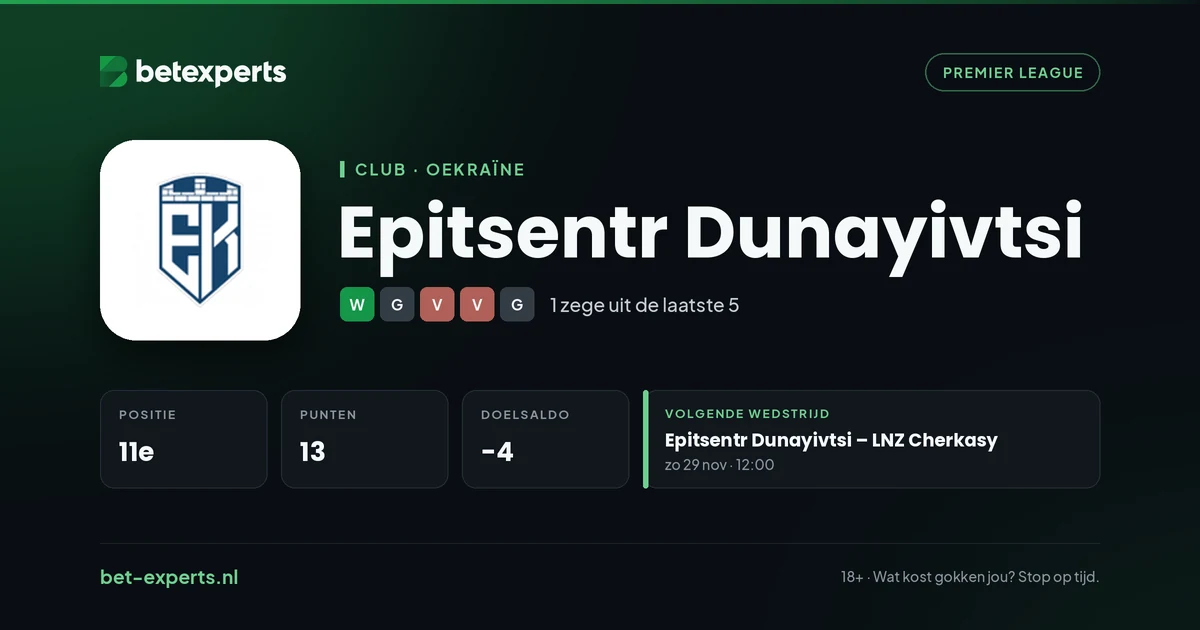 betexperts
PREMIER LEAGUE
EK
CLUB · OEKRAÏNE
Epitsentr Dunayivtsi
W G V V G 1 zege uit de laatste 5
POSITIE
11e
PUNTEN
13
DOELSALDO
-4
VOLGENDE WEDSTRIJD
Epitsentr Dunayivtsi – LNZ Cherkasy
zo 29 nov · 12:00
bet-experts.nl
18+ · Wat kost gokken jou? Stop op tijd.